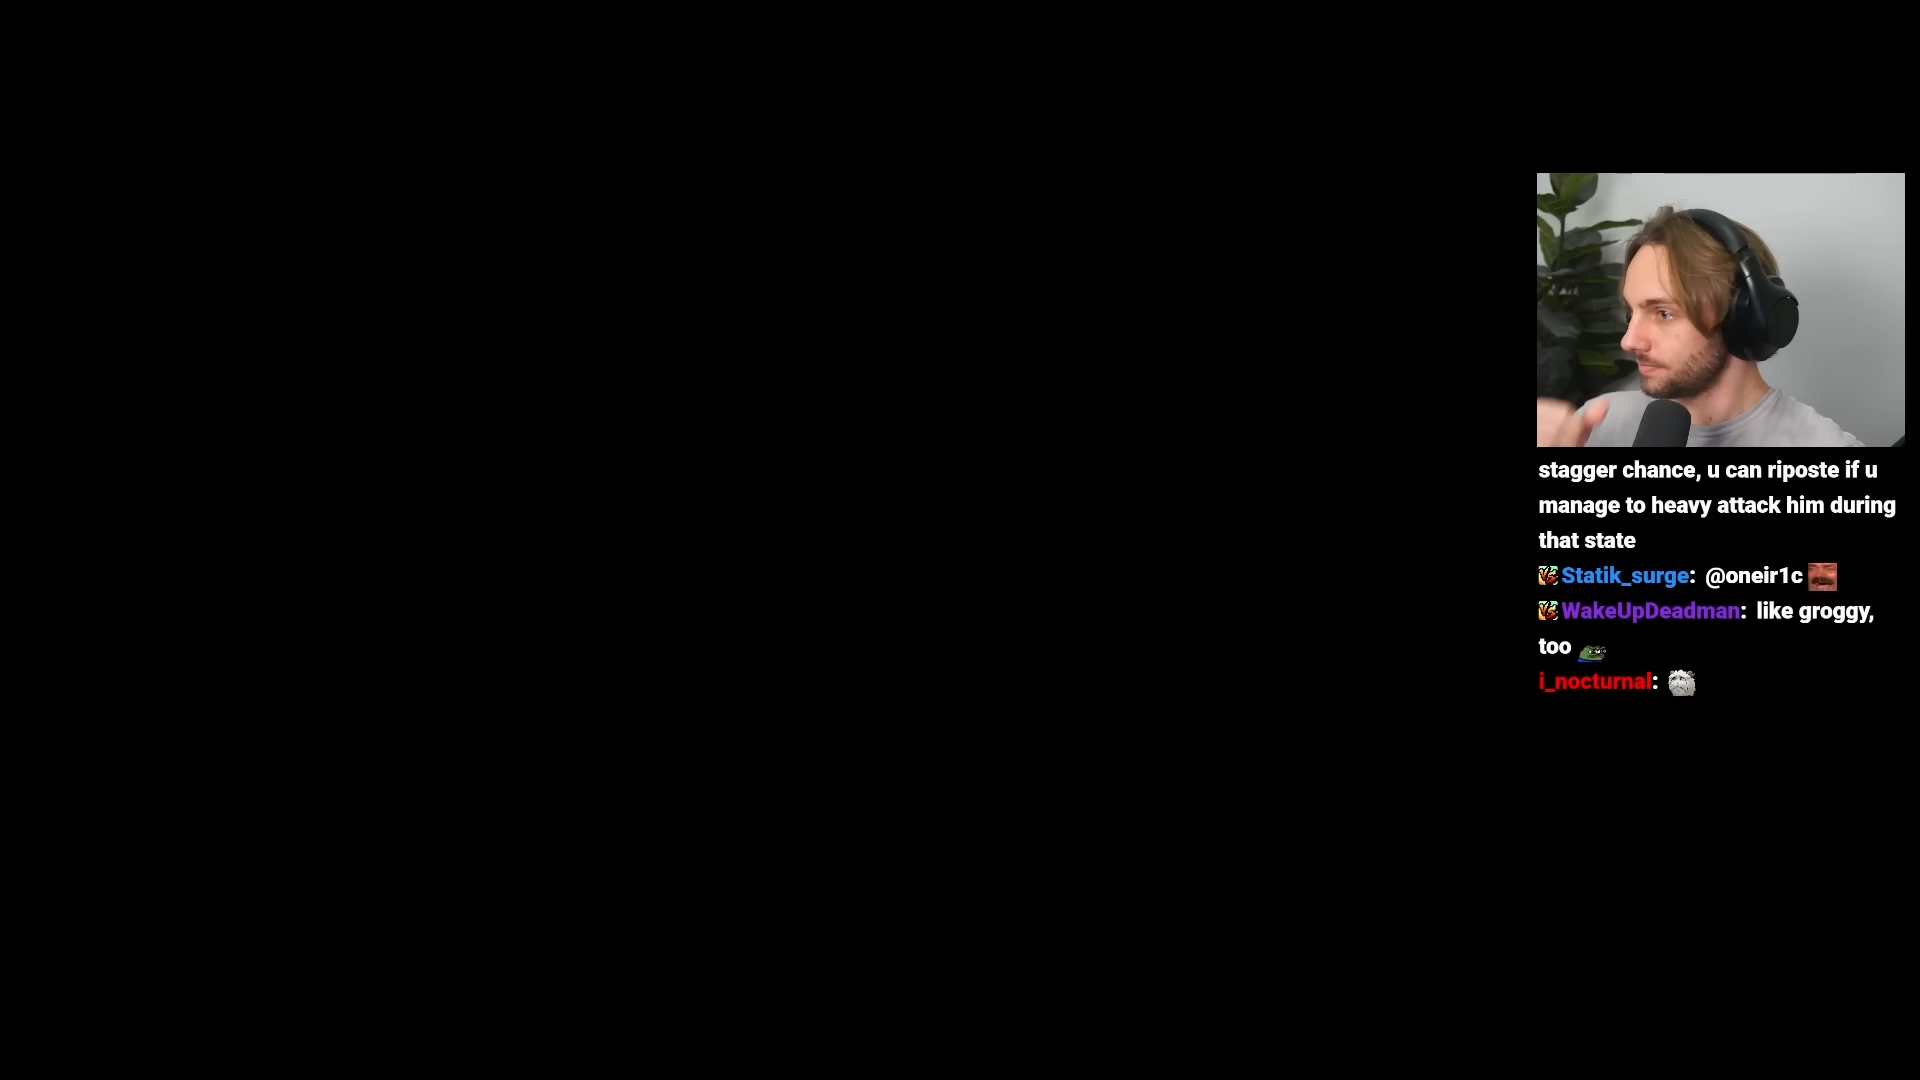 stagger chance, u can riposte if u
manage to heavy attack him during
that state
Statik_surge: @oneir1c
WakeUpDeadman: like groggy,
too
i_nocturnal: